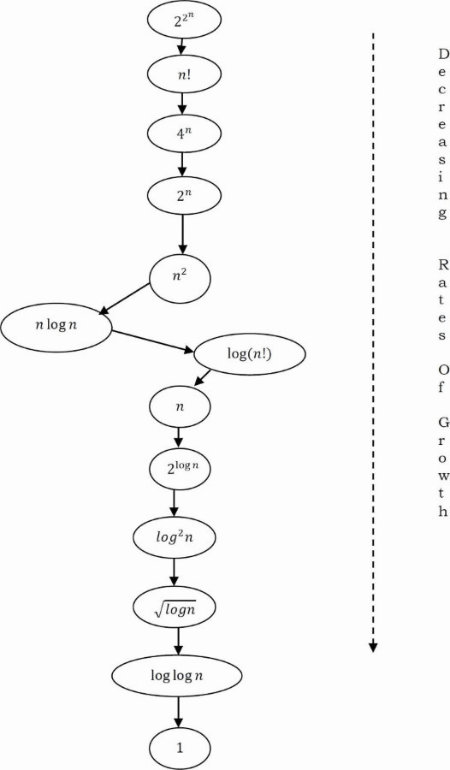 2^{2^n}
n!
4^n
2^n
n^2
n log n
log(n!)
n
2^{log n}
log^2 n
√logn
log log n
1
Decreasing Rates Of Growth